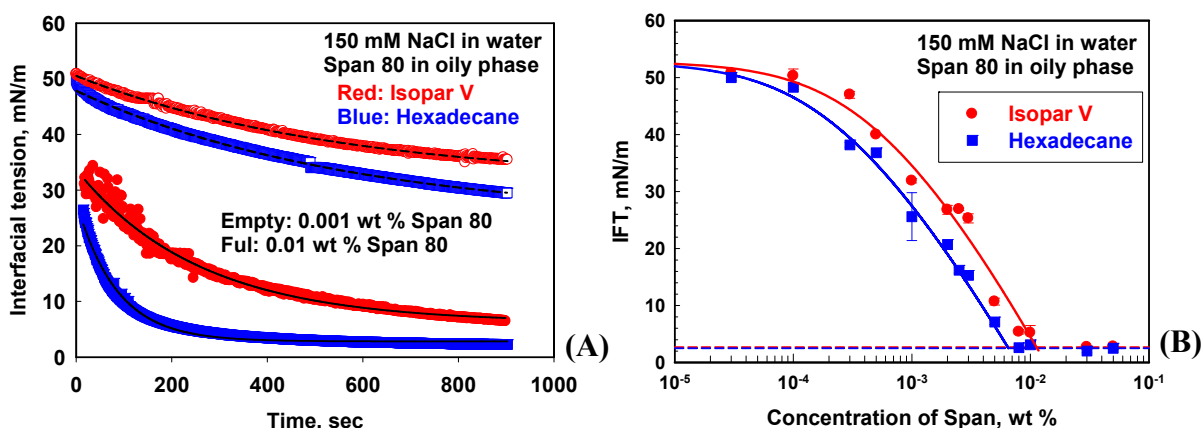 60
50
40
30
20
10
0
Interfacial tension, mN/m
150 mM NaCl in water
Span 80 in oily phase
Red: Isopar V
Blue: Hexadecane
Empty: 0.001 wt % Span 80
Ful: 0.01 wt % Span 80
0 200 400 600 800 1000
Time, sec
(A)
60
50
40
30
20
10
0
IFT, mN/m
150 mM NaCl in water
Span 80 in oily phase
Isopar V
Hexadecane
10-5 10-4 10-3 10-2 10-1
Concentration of Span, wt %
(B)